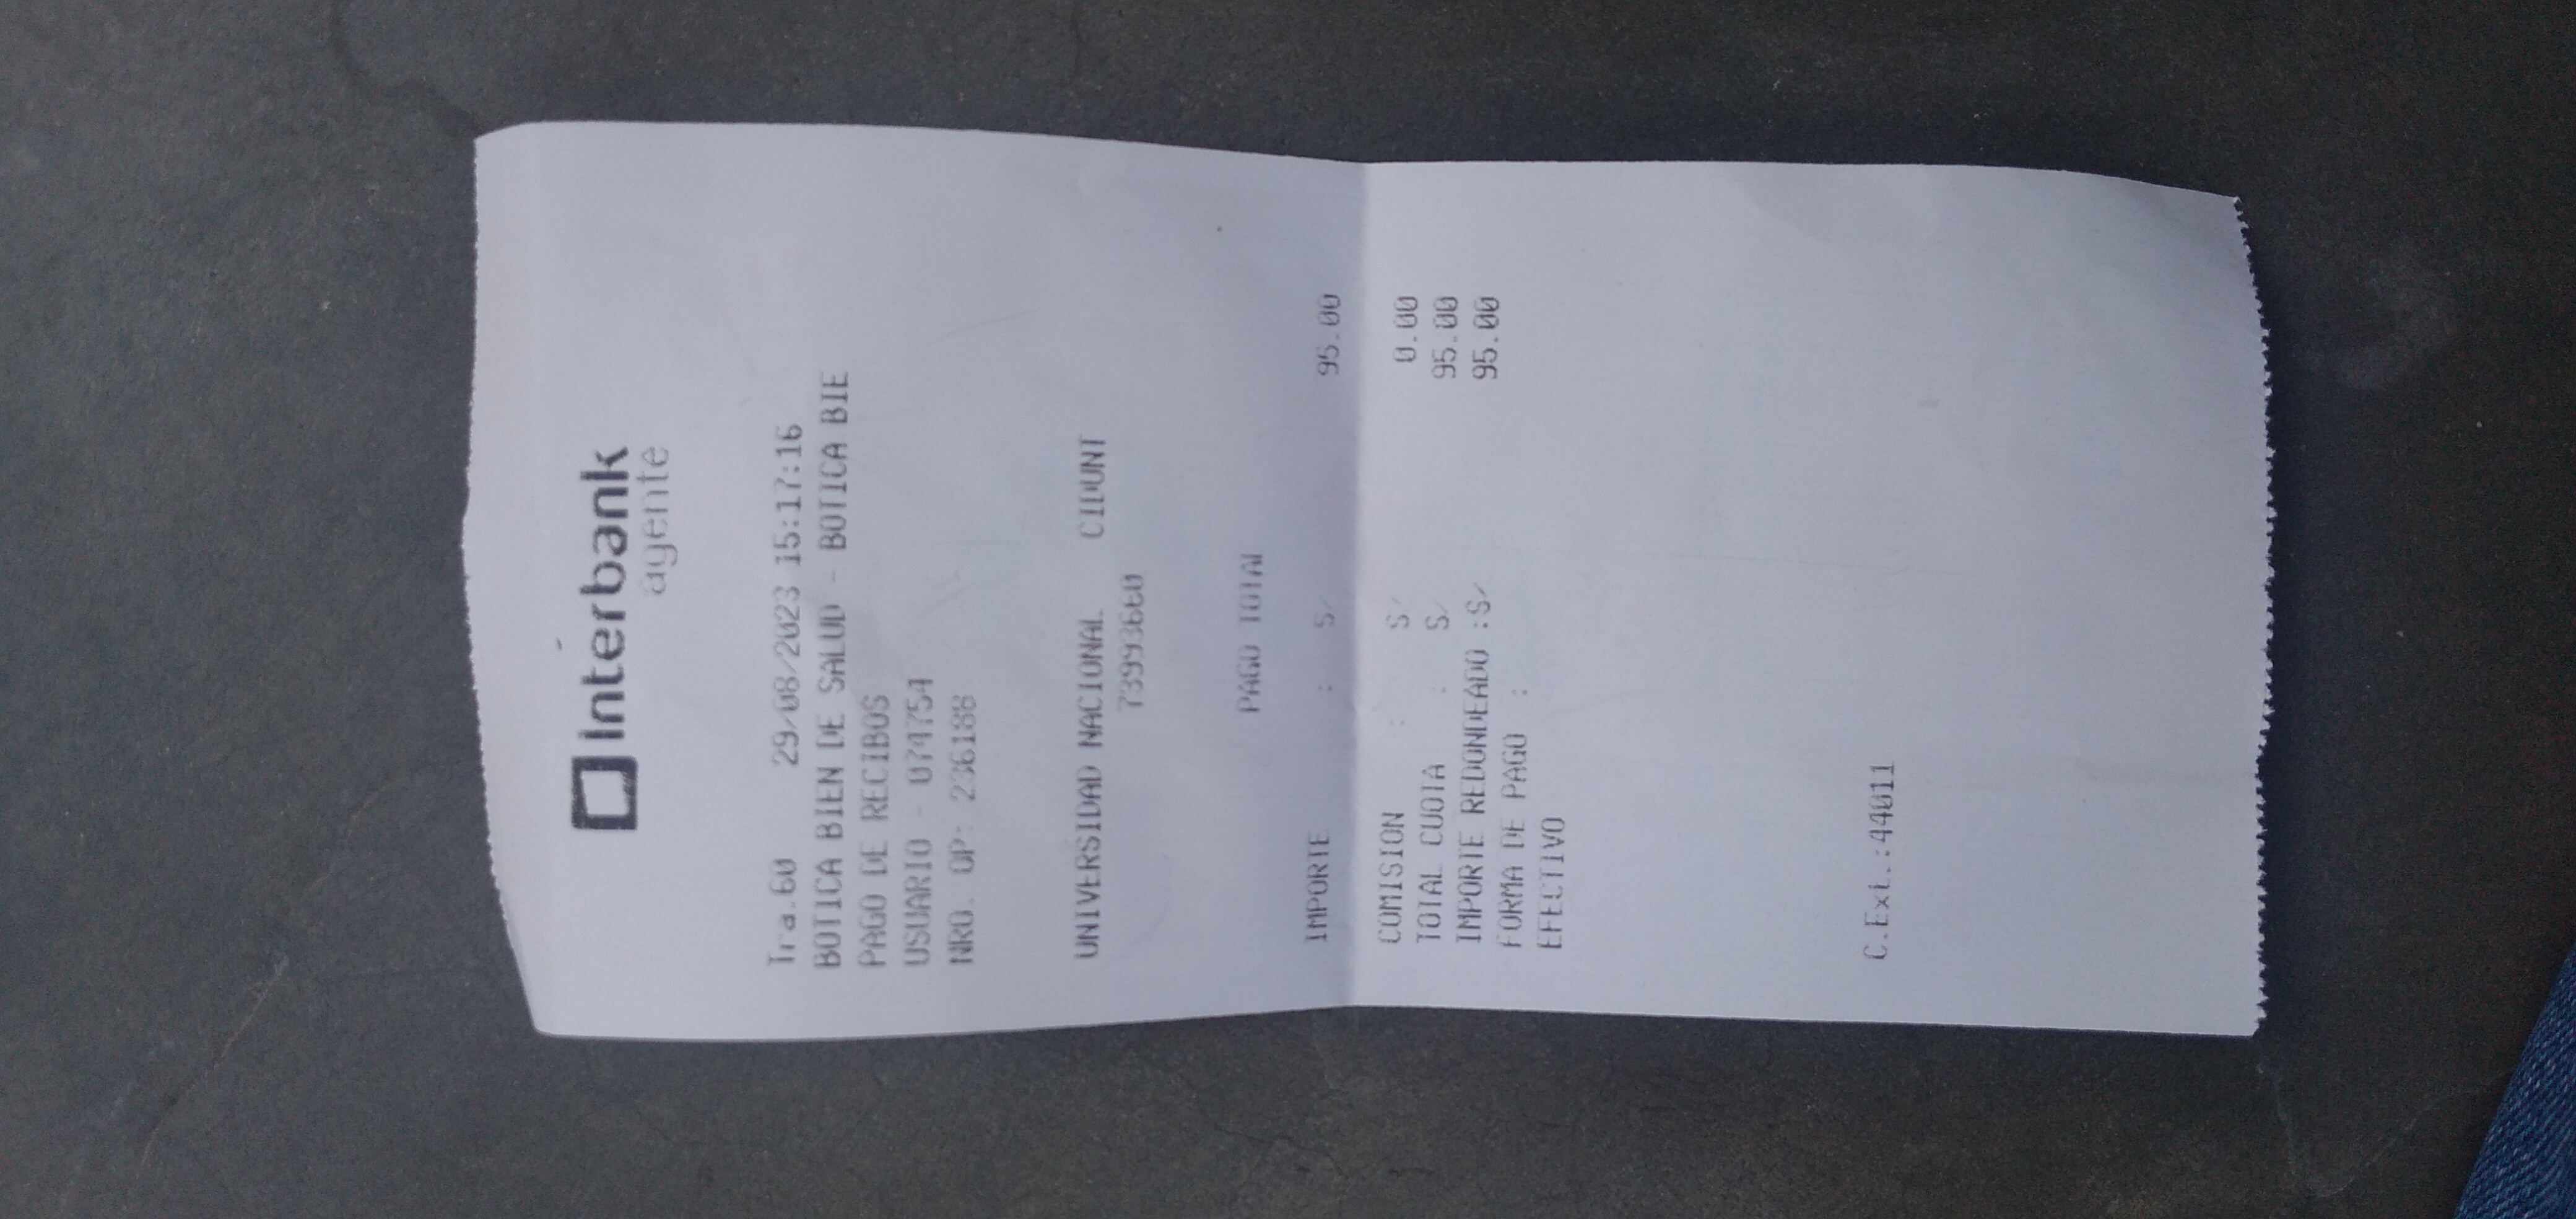 Interbank
agente
Tra.60 29/08/2023 15:17:16
BOTICA BIEN DE SALUD - BOTICA BIE
PAGO DE RECIBOS
USUARIO - 0747754
NRO. OP: 236188
UNIVERSIDAD NACIONAL CIDUNT
73993660
PAGO TOTAL
IMPORTE : S/ 95.00
COMISION : S/ 0.00
TOTAL CUOTA : S/ 95.00
IMPORTE REDONDEADO :S/ 95.00
FORMA DE PAGO :
EFECTIVO
C.Ext.:44011